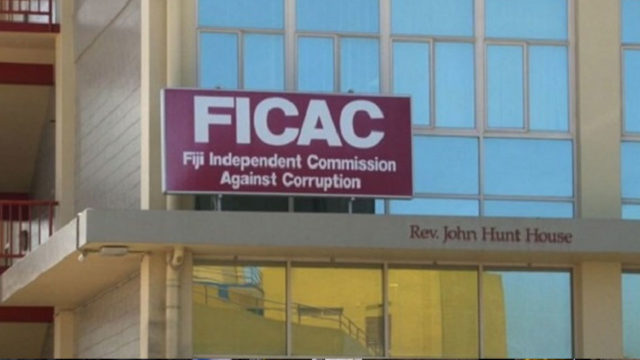 FICAC
Fiji Independent Commission
Against Corruption
Rev. John Hunt House